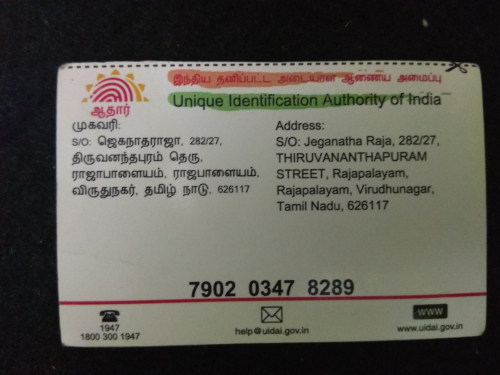 இந்திய தனிப்பட்ட அடையாள ஆணைய அமைப்பு
Unique Identification Authority of India
ஆதார்
முகவரி:
S/O: ஜெகநாதராஜா, 282/27,
திருவனந்தபுரம் தெரு,
ராஜாபாளையம், ராஜபாளையம்,
விருதுநகர், தமிழ் நாடு, 626117
Address:
S/O: Jeganatha Raja, 282/27,
THIRUVANANTHAPURAM
STREET, Rajapalayam,
Rajapalayam, Virudhunagar,
Tamil Nadu, 626117
7902 0347 8289
1947
1800 300 1947
help@uidai.gov.in
www
www.uidai.gov.in